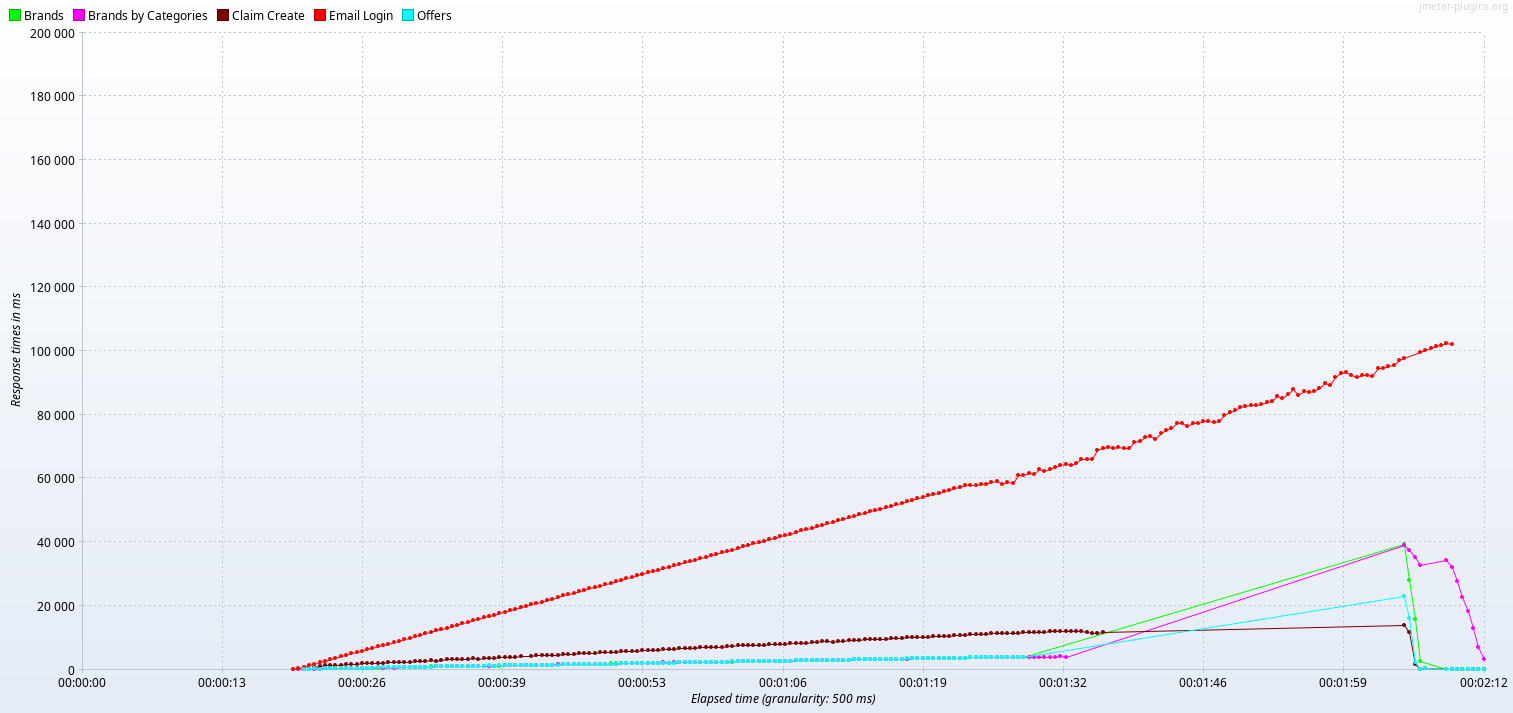 jmeter-plugins.org
Brands Brands by Categories Claim Create Email Login Offers
200 000
180 000
160 000
140 000
120 000
100 000
80 000
60 000
40 000
20 000
0
Response times in ms
00:00:00 00:00:13 00:00:26 00:00:39 00:00:53 00:01:06 00:01:19 00:01:32 00:01:46 00:01:59 00:02:12
Elapsed time (granularity: 500 ms)